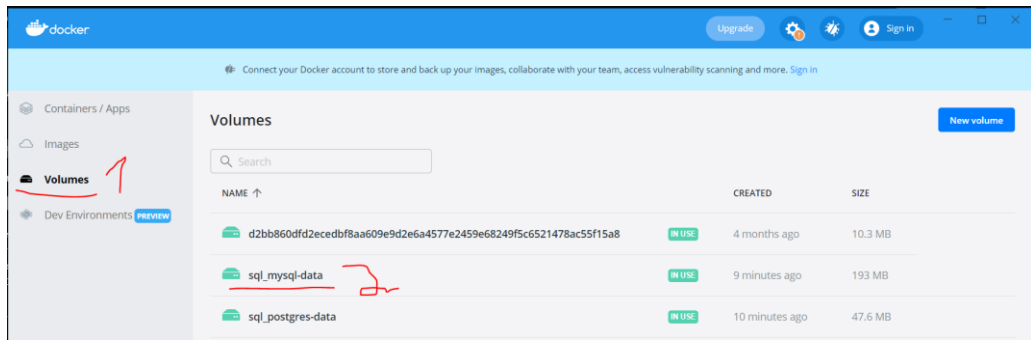 docker
Upgrade
Sign in
Connect your Docker account to store and back up your images, collaborate with your team, access vulnerability scanning and more. Sign in
Containers / Apps
Images
Volumes
1
Dev Environments PREVIEW
Volumes
New volume
Search
NAME ↑ CREATED SIZE
d2bb860dfd2ecedbf8aa609e9d2e6a4577e2459e68249f5c6521478ac55f15a8 IN USE 4 months ago 10.3 MB
sql_mysql-data 2 IN USE 9 minutes ago 193 MB
sql_postgres-data IN USE 10 minutes ago 47.6 MB